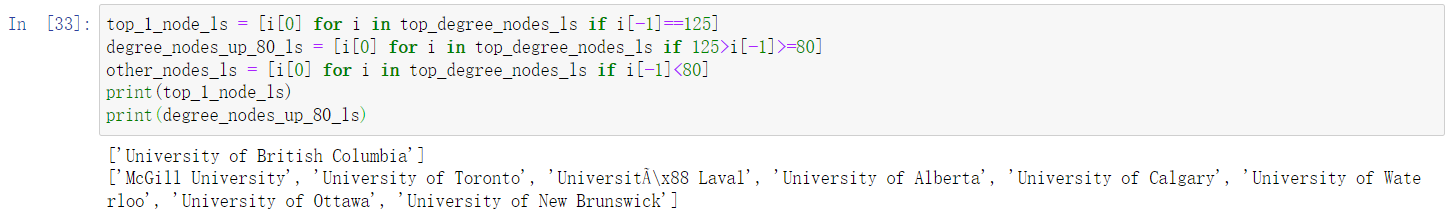 In [33]: top_1_node_ls = [i[0] for i in top_degree_nodes_ls if i[-1]==125]
degree_nodes_up_80_ls = [i[0] for i in top_degree_nodes_ls if 125>i[-1]>=80]
other_nodes_ls = [i[0] for i in top_degree_nodes_ls if i[-1]<80]
print(top_1_node_ls)
print(degree_nodes_up_80_ls)
['University of British Columbia']
['McGill University', 'University of Toronto', 'UniversitÀ\x88 Laval', 'University of Alberta', 'University of Calgary', 'University of Wate
rloo', 'University of Ottawa', 'University of New Brunswick']